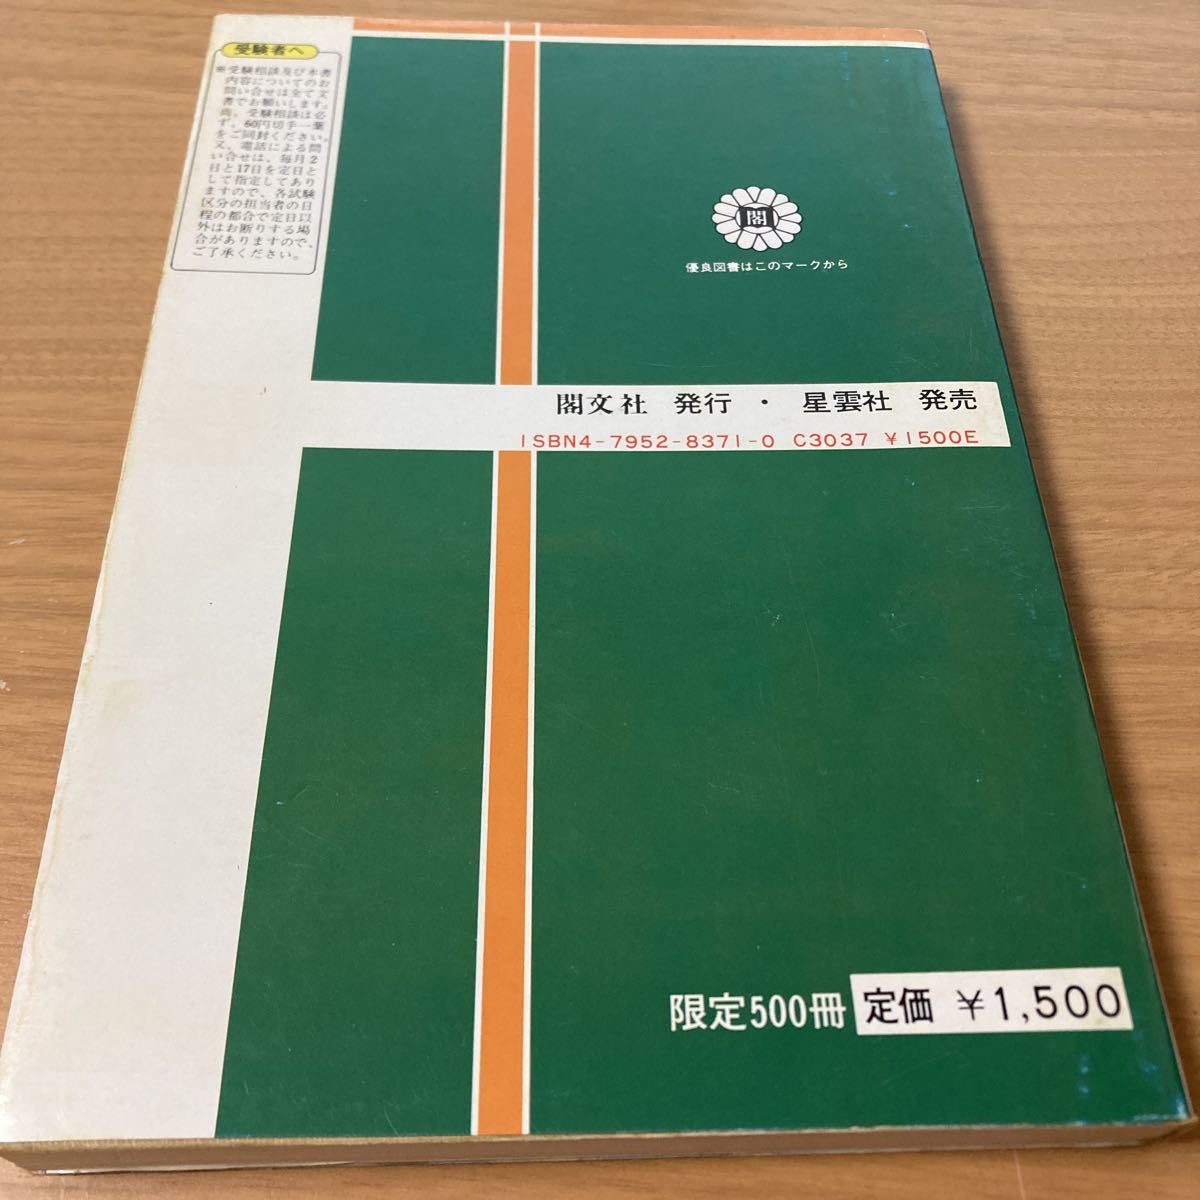 受験者へ
※受験相談及び本書
内容についてのお
問い合せは全て文
書でお願いします。
尚、受験相談は必
ず、60円切手一葉
をご同封ください。
又、電話による問
い合せは、毎月2
日と17日を定日と
して指定してあり
ますので、各試験
区分の担当者の日
程の都合で定日以
外はお断りする場
合がありますので、
ご了承ください。
閣
優良図書はこのマークから
閣文社 発行・星雲社 発売
ISBN4-7952-8371-0 C3037 ¥1500E
限定500冊 定価 ¥1,500